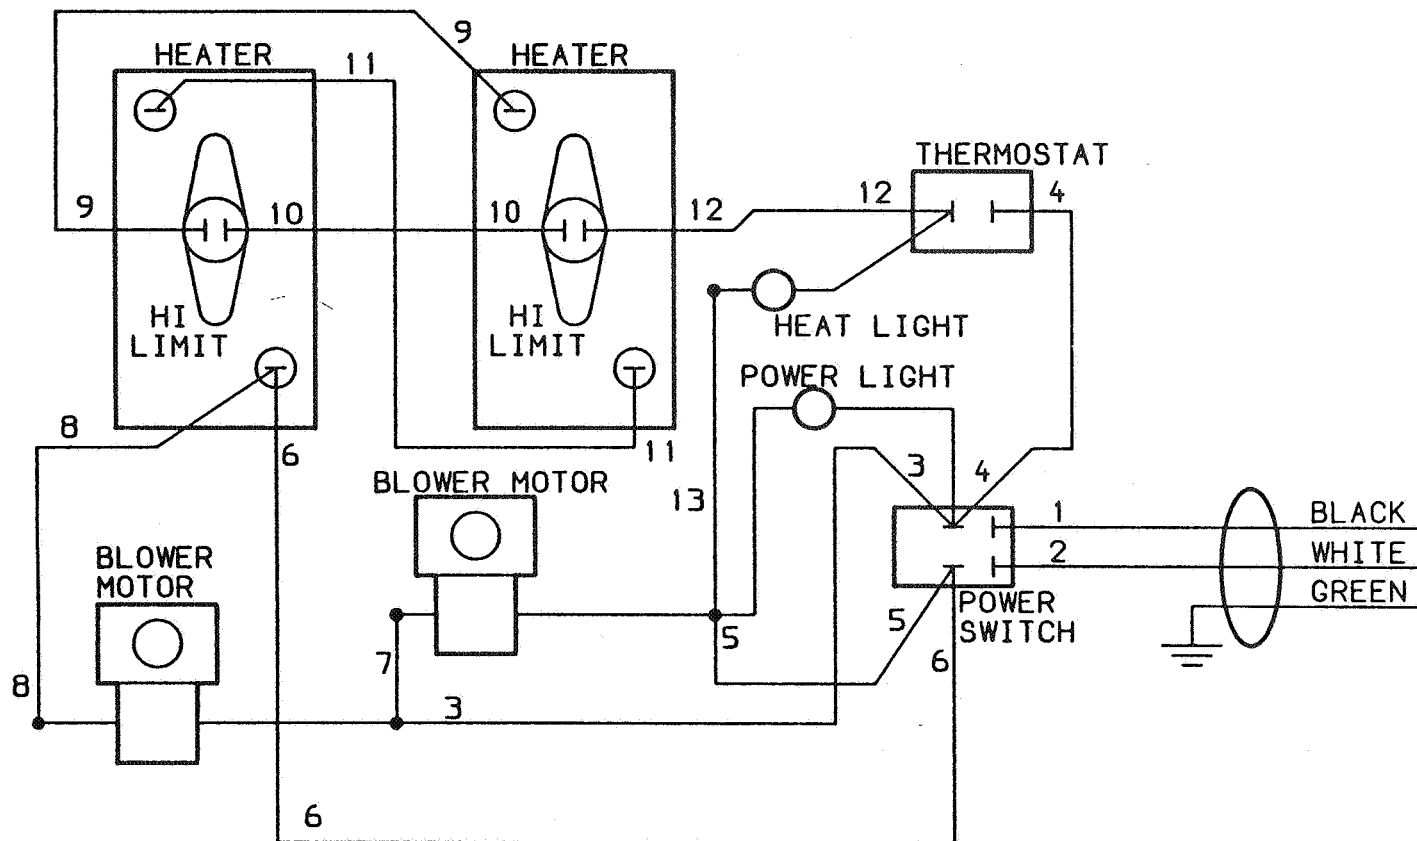 9
HEATER
11
HEATER
THERMOSTAT
9
10
10
12
12
4
HI
LIMIT
HI
LIMIT
HEAT LIGHT
POWER LIGHT
8
6
11
3
4
BLOWER MOTOR
13
1
BLACK
2
WHITE
BLOWER
MOTOR
GREEN
POWER
SWITCH
5
5
7
6
8
3
6